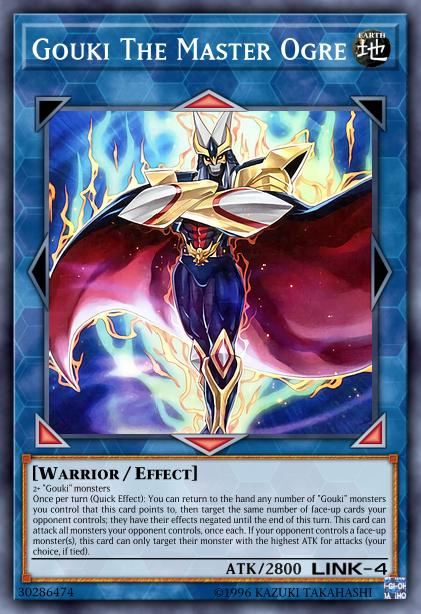 Gouki The Master Ogre
EARTH
地
[Warrior / Effect]
2+ "Gouki" monsters
Once per turn (Quick Effect): You can return to the hand any number of "Gouki" monsters
you control that this card points to, then target the same number of face-up cards your
opponent controls; they have their effects negated until the end of this turn. This card can
attack all monsters your opponent controls, once each. If your opponent controls a face-up
monster(s), this card can only target their monster with the highest ATK for attacks (your
choice, if tied).
ATK/2800 LINK-4
30286474
©1996 KAZUKI TAKAHASHI